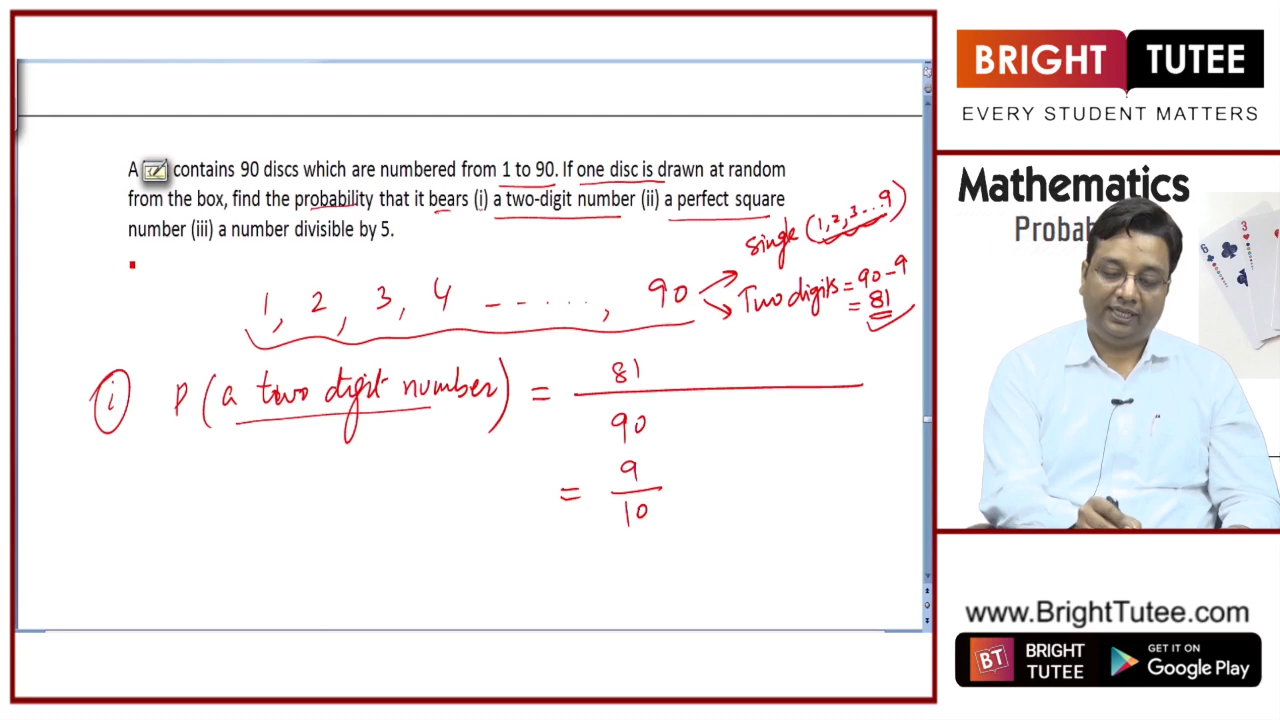 A contains 90 discs which are numbered from 1 to 90. If one disc is drawn at random
from the box, find the probability that it bears (i) a two-digit number (ii) a perfect square
number (iii) a number divisible by 5.
single (1, 2, 3...9)
1, 2, 3, 4 - - ....., 90
Two digits = 90-9
= 81
i P (a two digit number) = 81
90
= 9
10
BRIGHT TUTEE
EVERY STUDENT MATTERS
Mathematics
www.BrightTutee.com
BT BRIGHT TUTEE
GET IT ON
Google Play